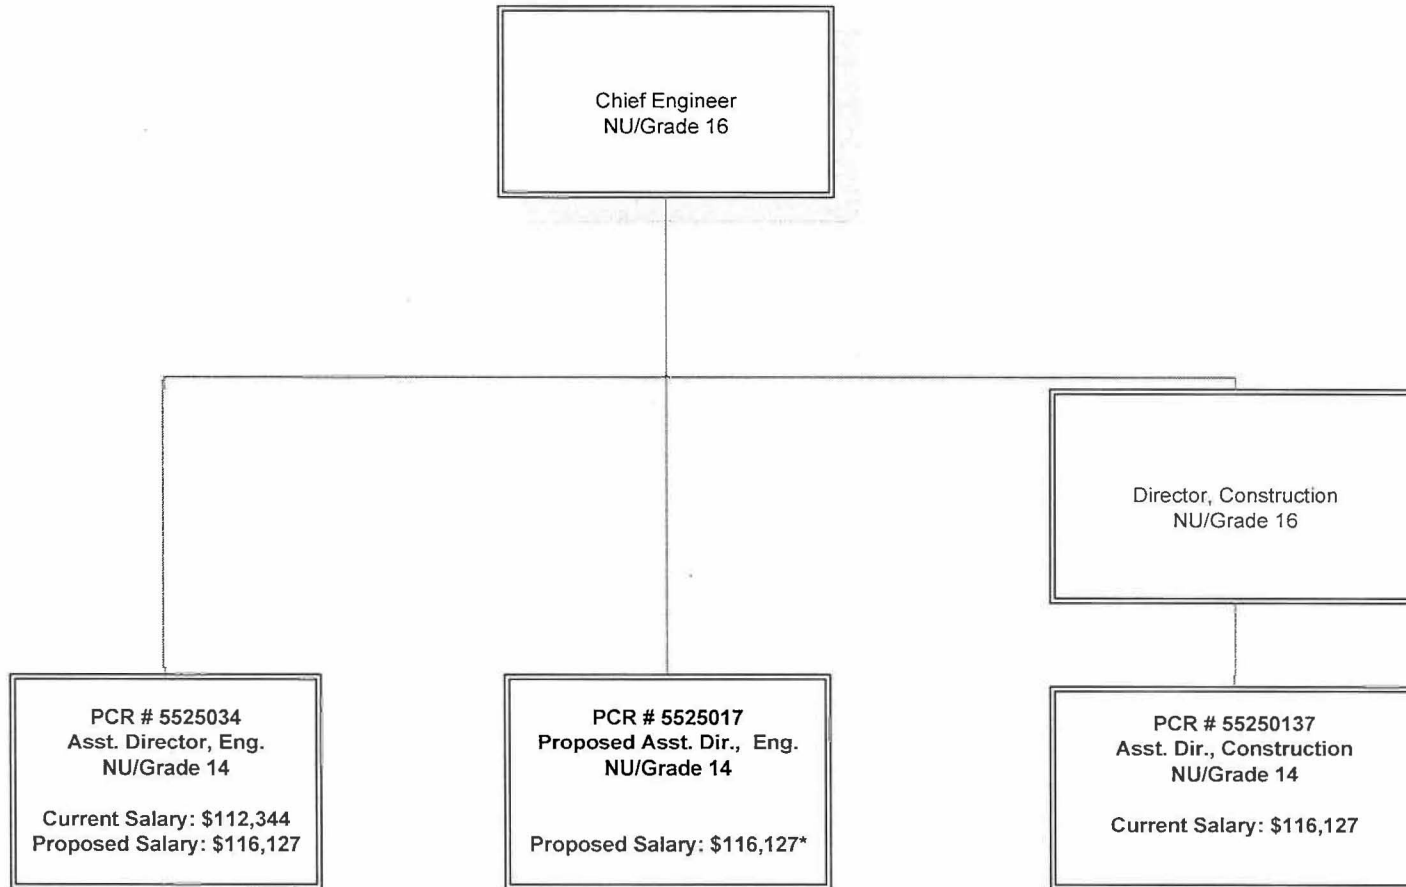 Chief Engineer
NU/Grade 16
Director, Construction
NU/Grade 16
PCR # 5525034
Asst. Director, Eng.
NU/Grade 14
Current Salary: $112,344
Proposed Salary: $116,127
PCR # 5525017
Proposed Asst. Dir., Eng.
NU/Grade 14
Proposed Salary: $116,127*
PCR # 55250137
Asst. Dir., Construction
NU/Grade 14
Current Salary: $116,127